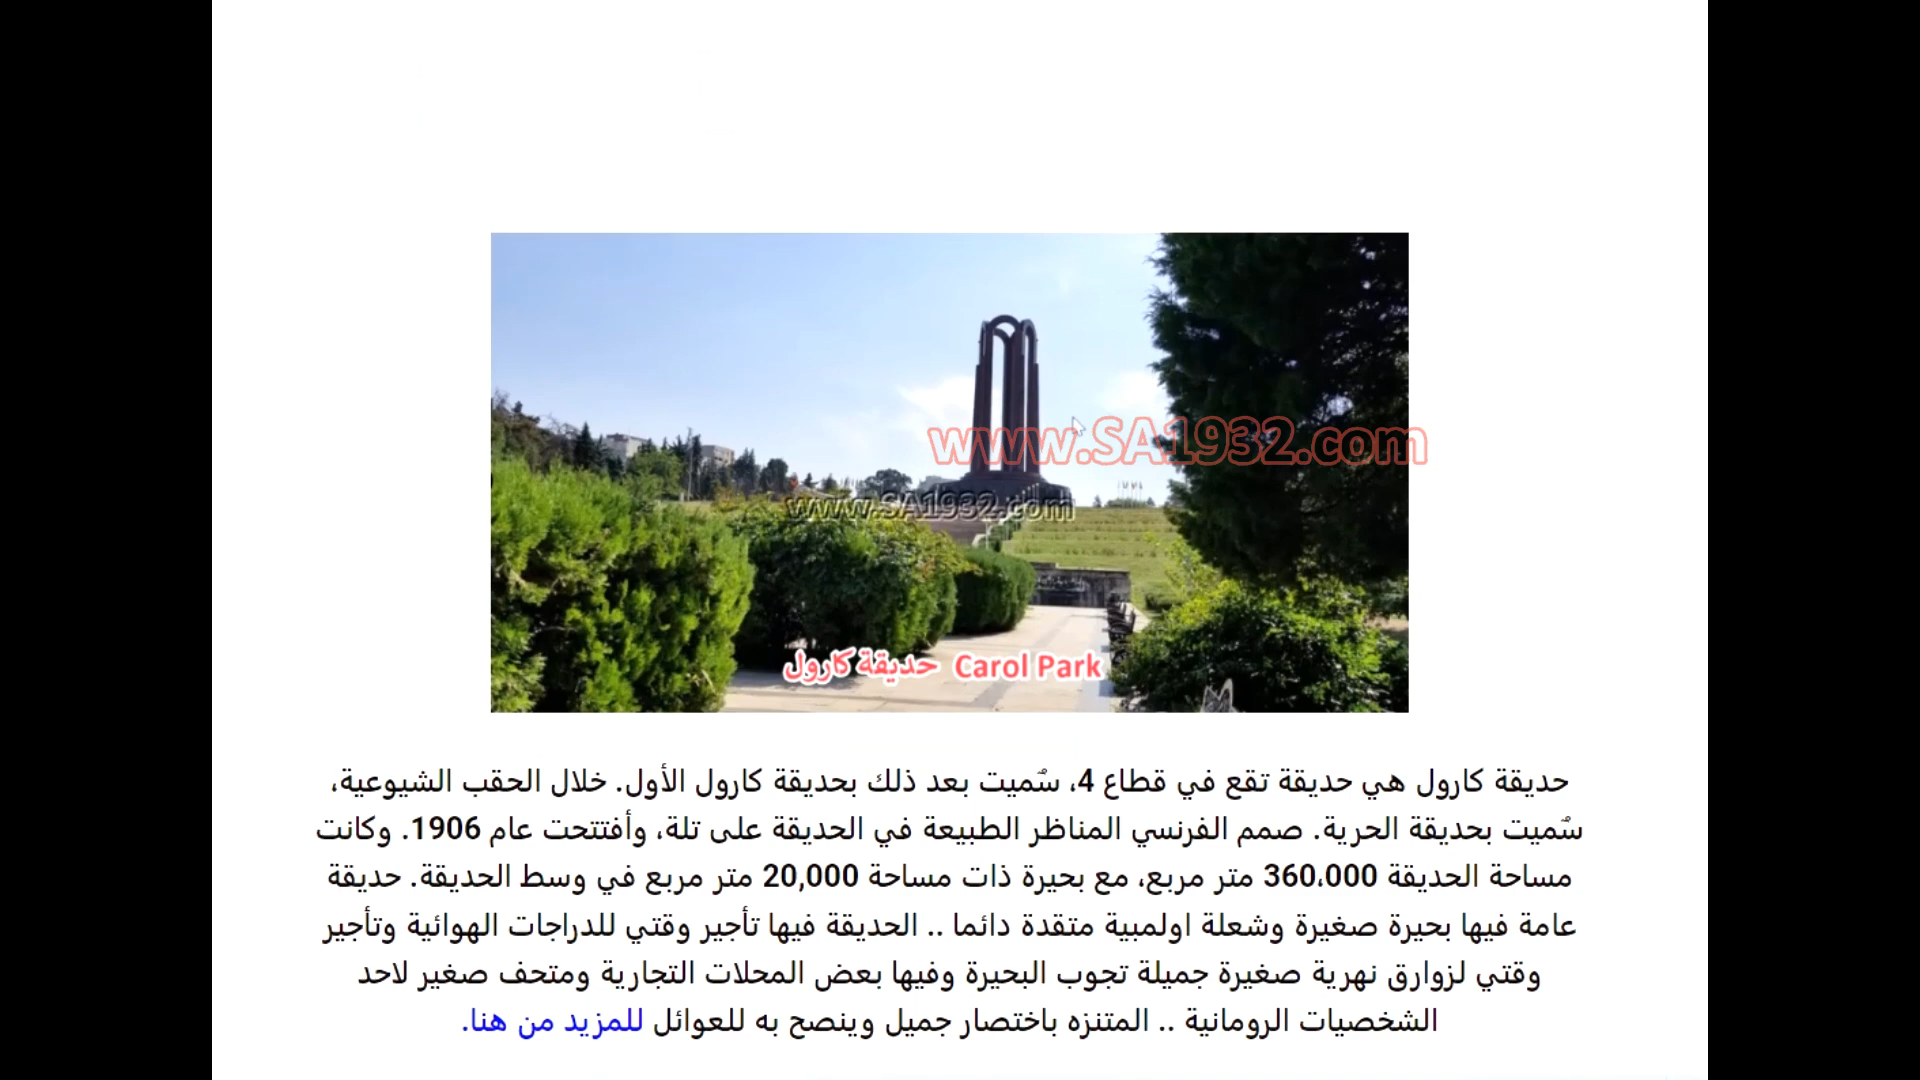 www.SA1932.com
www.SA1932.com
حديقة كارول Carol Park
حديقة كارول هي حديقة تقع في قطاع 4، سُميت بعد ذلك بحديقة كارول الأول. خلال الحقب الشيوعية،
سُميت بحديقة الحرية. صمم الفرنسي المناظر الطبيعة في الحديقة على تلة، وأفتتحت عام 1906. وكانت
مساحة الحديقة 360،000 متر مربع، مع بحيرة ذات مساحة 20,000 متر مربع في وسط الحديقة. حديقة
عامة فيها بحيرة صغيرة وشعلة اولمبية متقدة دائما .. الحديقة فيها تأجير وقتي للدراجات الهوائية وتأجير
وقتي لزوارق نهرية صغيرة جميلة تجوب البحيرة وفيها بعض المحلات التجارية ومتحف صغير لاحد
الشخصيات الرومانية .. المتنزه باختصار جميل وينصح به للعوائل للمزيد من هنا.